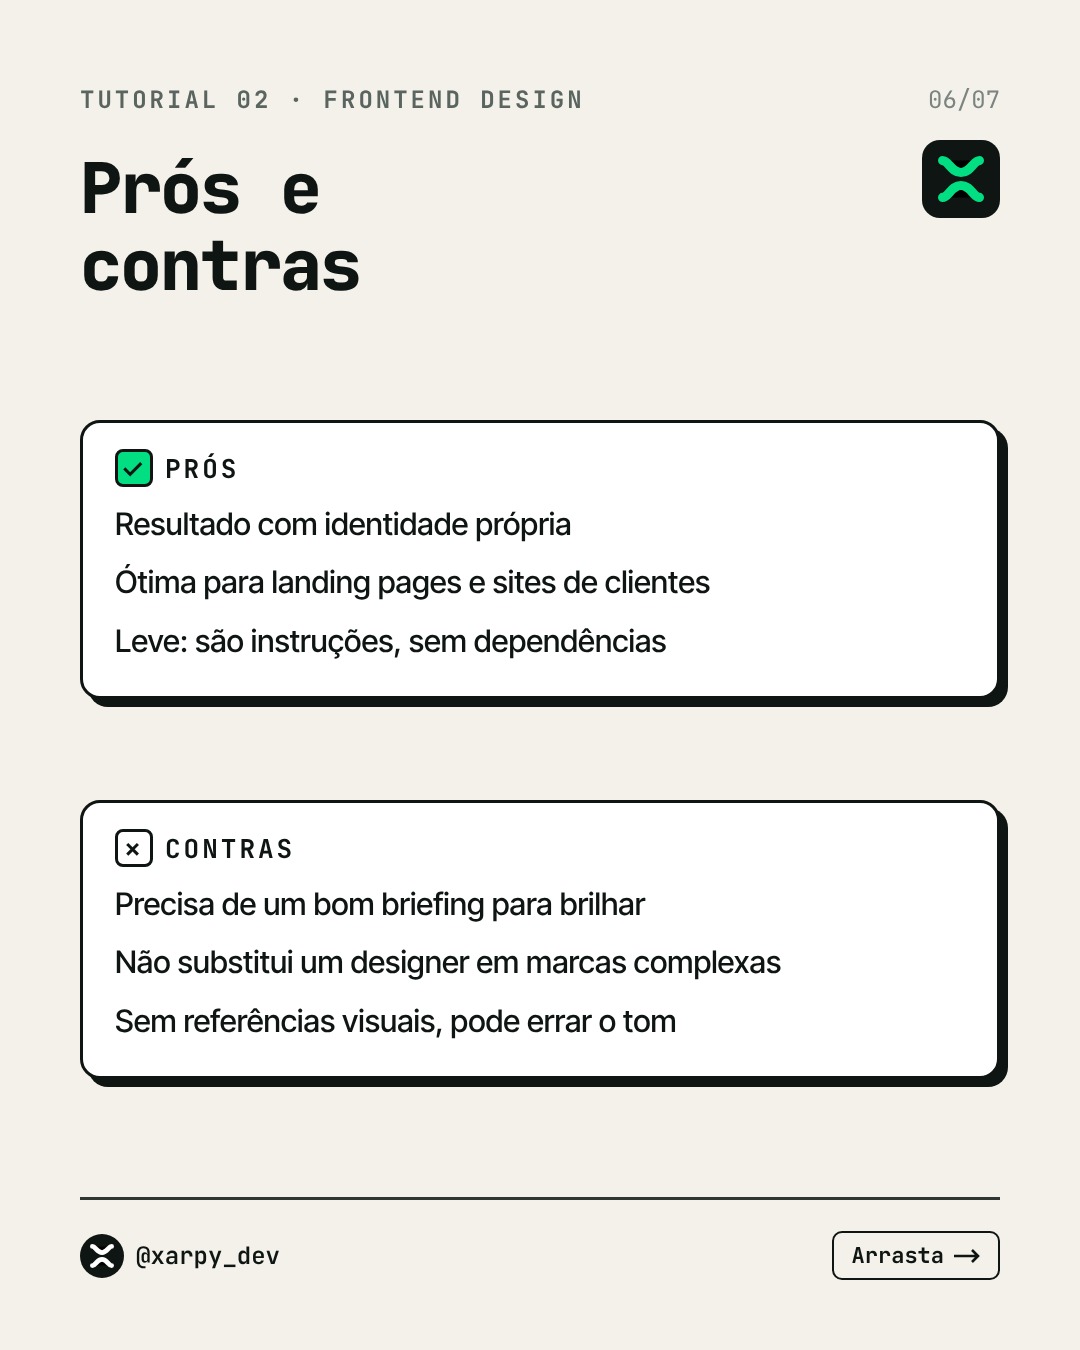 TUTORIAL 02 · FRONTEND DESIGN
06/07
Prós e
contras
PRÓS
Resultado com identidade própria
Ótima para landing pages e sites de clientes
Leve: são instruções, sem dependências
CONTRAS
Precisa de um bom briefing para brilhar
Não substitui um designer em marcas complexas
Sem referências visuais, pode errar o tom
@xarpy_dev
Arrasta →